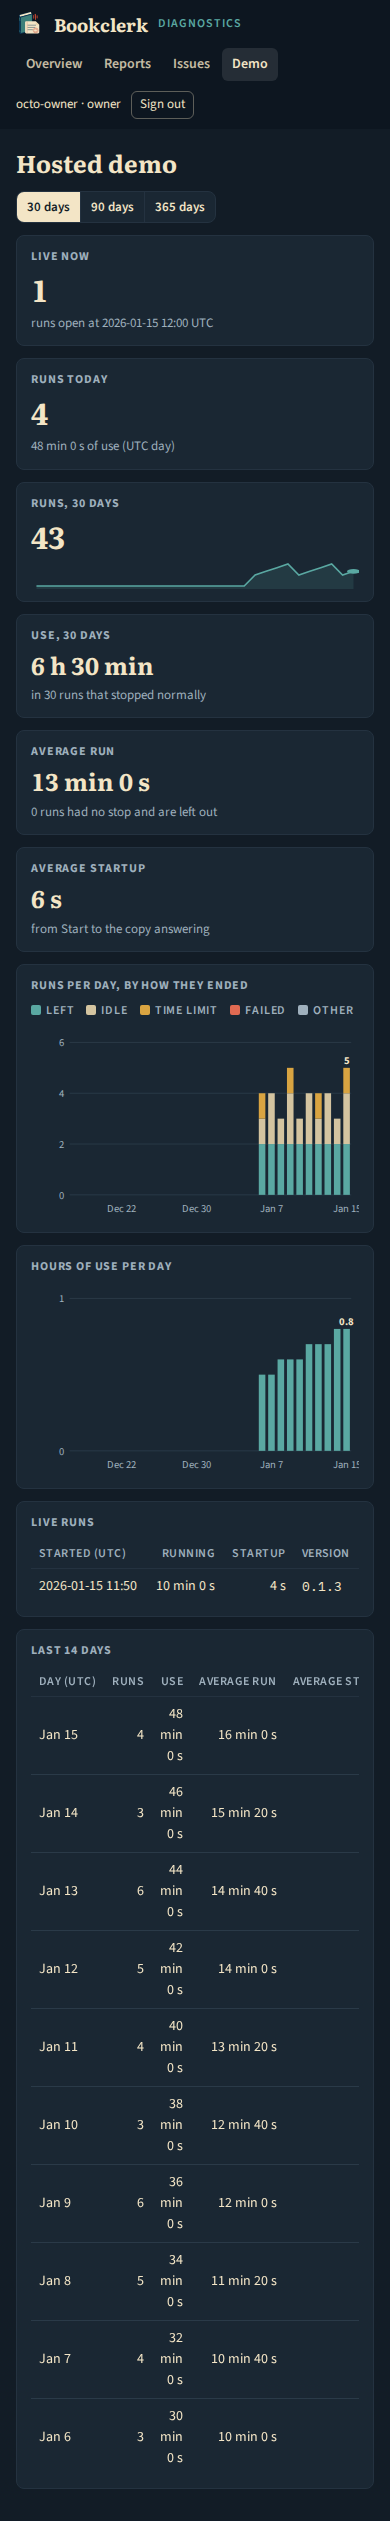 Bookclerk DIAGNOSTICS
Overview Reports Issues Demo
octo-owner · owner Sign out
Hosted demo
30 days 90 days 365 days
LIVE NOW
1
runs open at 2026-01-15 12:00 UTC
RUNS TODAY
4
48 min 0 s of use (UTC day)
RUNS, 30 DAYS
43
USE, 30 DAYS
6 h 30 min
in 30 runs that stopped normally
AVERAGE RUN
13 min 0 s
0 runs had no stop and are left out
AVERAGE STARTUP
6 s
from Start to the copy answering
RUNS PER DAY, BY HOW THEY ENDED
LEFT IDLE TIME LIMIT FAILED OTHER
6
5
4
2
0
Dec 22 Dec 30 Jan 7 Jan 15
HOURS OF USE PER DAY
1
0.8
0
Dec 22 Dec 30 Jan 7 Jan 15
LIVE RUNS
STARTED (UTC) RUNNING STARTUP VERSION
2026-01-15 11:50 10 min 0 s 4 s 0.1.3
LAST 14 DAYS
DAY (UTC) RUNS USE AVERAGE RUN AVERAGE ST
48
Jan 15 4 min 16 min 0 s
0 s
46
Jan 14 3 min 15 min 20 s
0 s
44
Jan 13 6 min 14 min 40 s
0 s
42
Jan 12 5 min 14 min 0 s
0 s
40
Jan 11 4 min 13 min 20 s
0 s
38
Jan 10 3 min 12 min 40 s
0 s
36
Jan 9 6 min 12 min 0 s
0 s
34
Jan 8 5 min 11 min 20 s
0 s
32
Jan 7 4 min 10 min 40 s
0 s
30
Jan 6 3 min 10 min 0 s
0 s